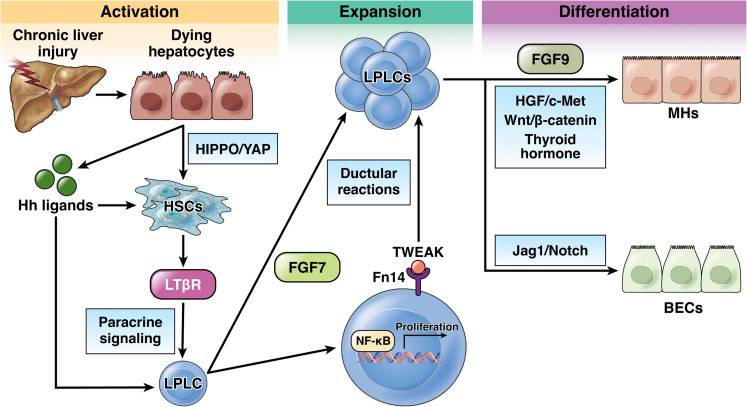 Activation
Expansion
Differentiation
Chronic liver
injury
Dying
hepatocytes
HIPPO/YAP
Hh ligands
HSCs
LTβR
Paracrine
signaling
LPLC
FGF7
LPLCs
Ductular
reactions
TWEAK
Fn14
NF-κB
Proliferation
FGF9
HGF/c-Met
Wnt/β-catenin
Thyroid
hormone
MHs
Jag1/Notch
BECs